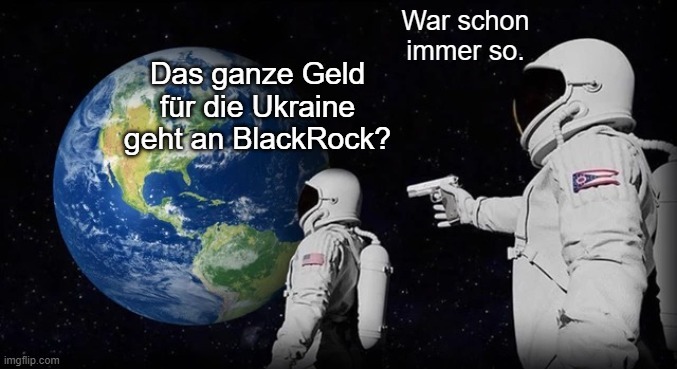 War schon
immer so.
Das ganze Geld
für die Ukraine
geht an BlackRock?
imgflip.com